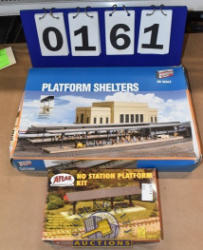 0161
PLATFORM SHELTERS
ATLAS
HO STATION PLATFORM
KIT
AUCTIONS